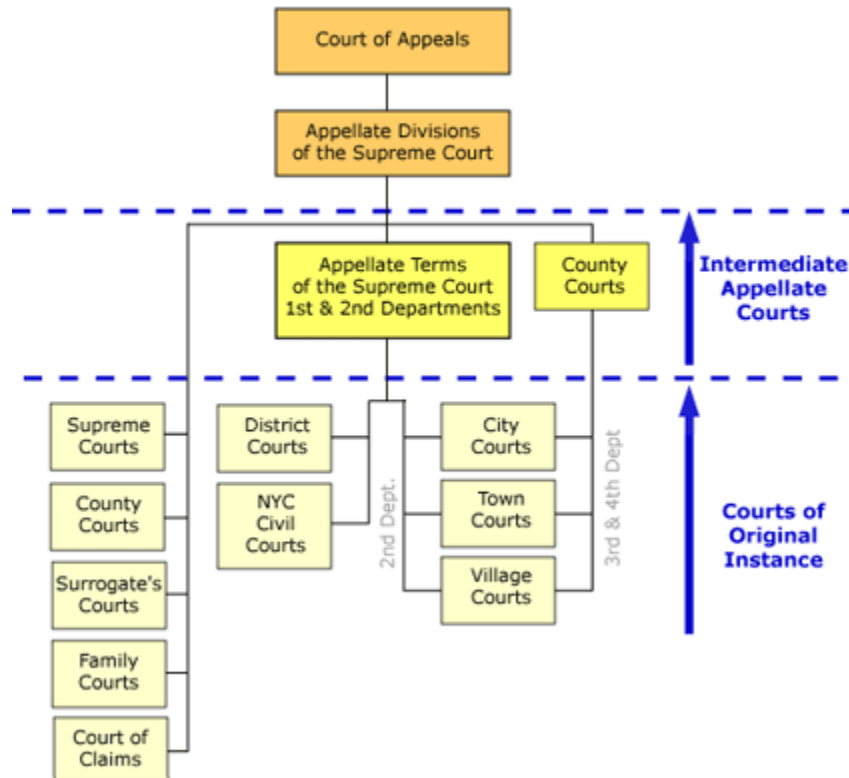 Court of Appeals
Appellate Divisions
of the Supreme Court
Appellate Terms
of the Supreme Court
1st & 2nd Departments
County
Courts
Intermediate
Appellate
Courts
Supreme
Courts
County
Courts
Surrogate's
Courts
Family
Courts
Court of
Claims
District
Courts
NYC
Civil
Courts
2nd Dept.
City
Courts
Town
Courts
Village
Courts
3rd & 4th Dept
Courts of
Original
Instance